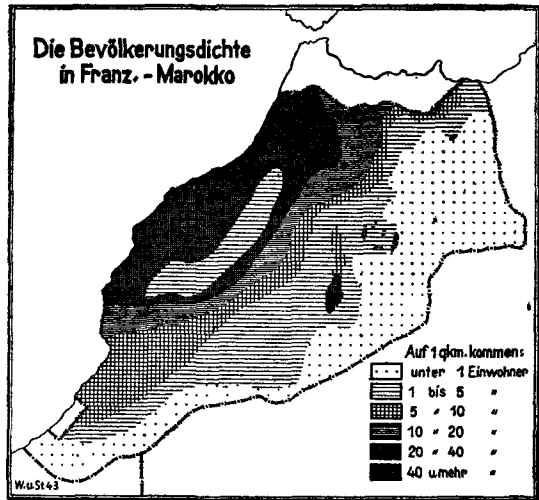 Die Bevölkerungsdichte
in Franz. - Marokko
Auf 1 qkm. kommen:
unter 1 Einwohner
1 bis 5 "
5 " 10 "
10 " 20 "
20 " 40 "
40 u. mehr "
W.u.St 43